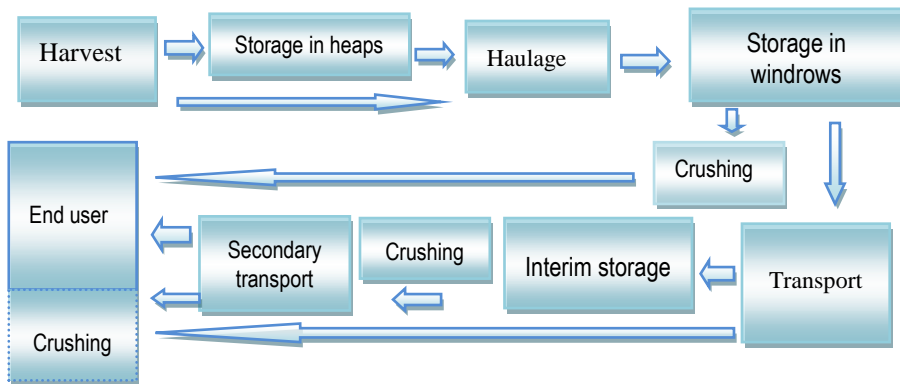 Harvest
Storage in heaps
Haulage
Storage in
windrows
Crushing
End user
Secondary
transport
Crushing
Interim storage
Transport
Crushing